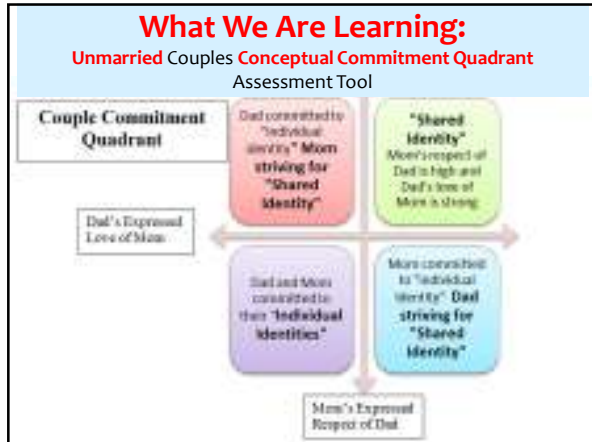 What We Are Learning:
Unmarried Couples Conceptual Commitment Quadrant
Assessment Tool
Couple Commitment
Quadrant
Dad committed to
"Individual
Identity" Mom
striving for
"Shared
Identity"
"Shared
Identity"
Mom's respect of
Dad is high and
Dad's love of
Mom is strong
Dad's Expressed
Love of Mom
Dad and Mom
committed to
their "Individual
Identities"
Mom committed
to "Individual
Identity" Dad
striving for
"Shared
Identity"
Mom's Expressed
Respect of Dad